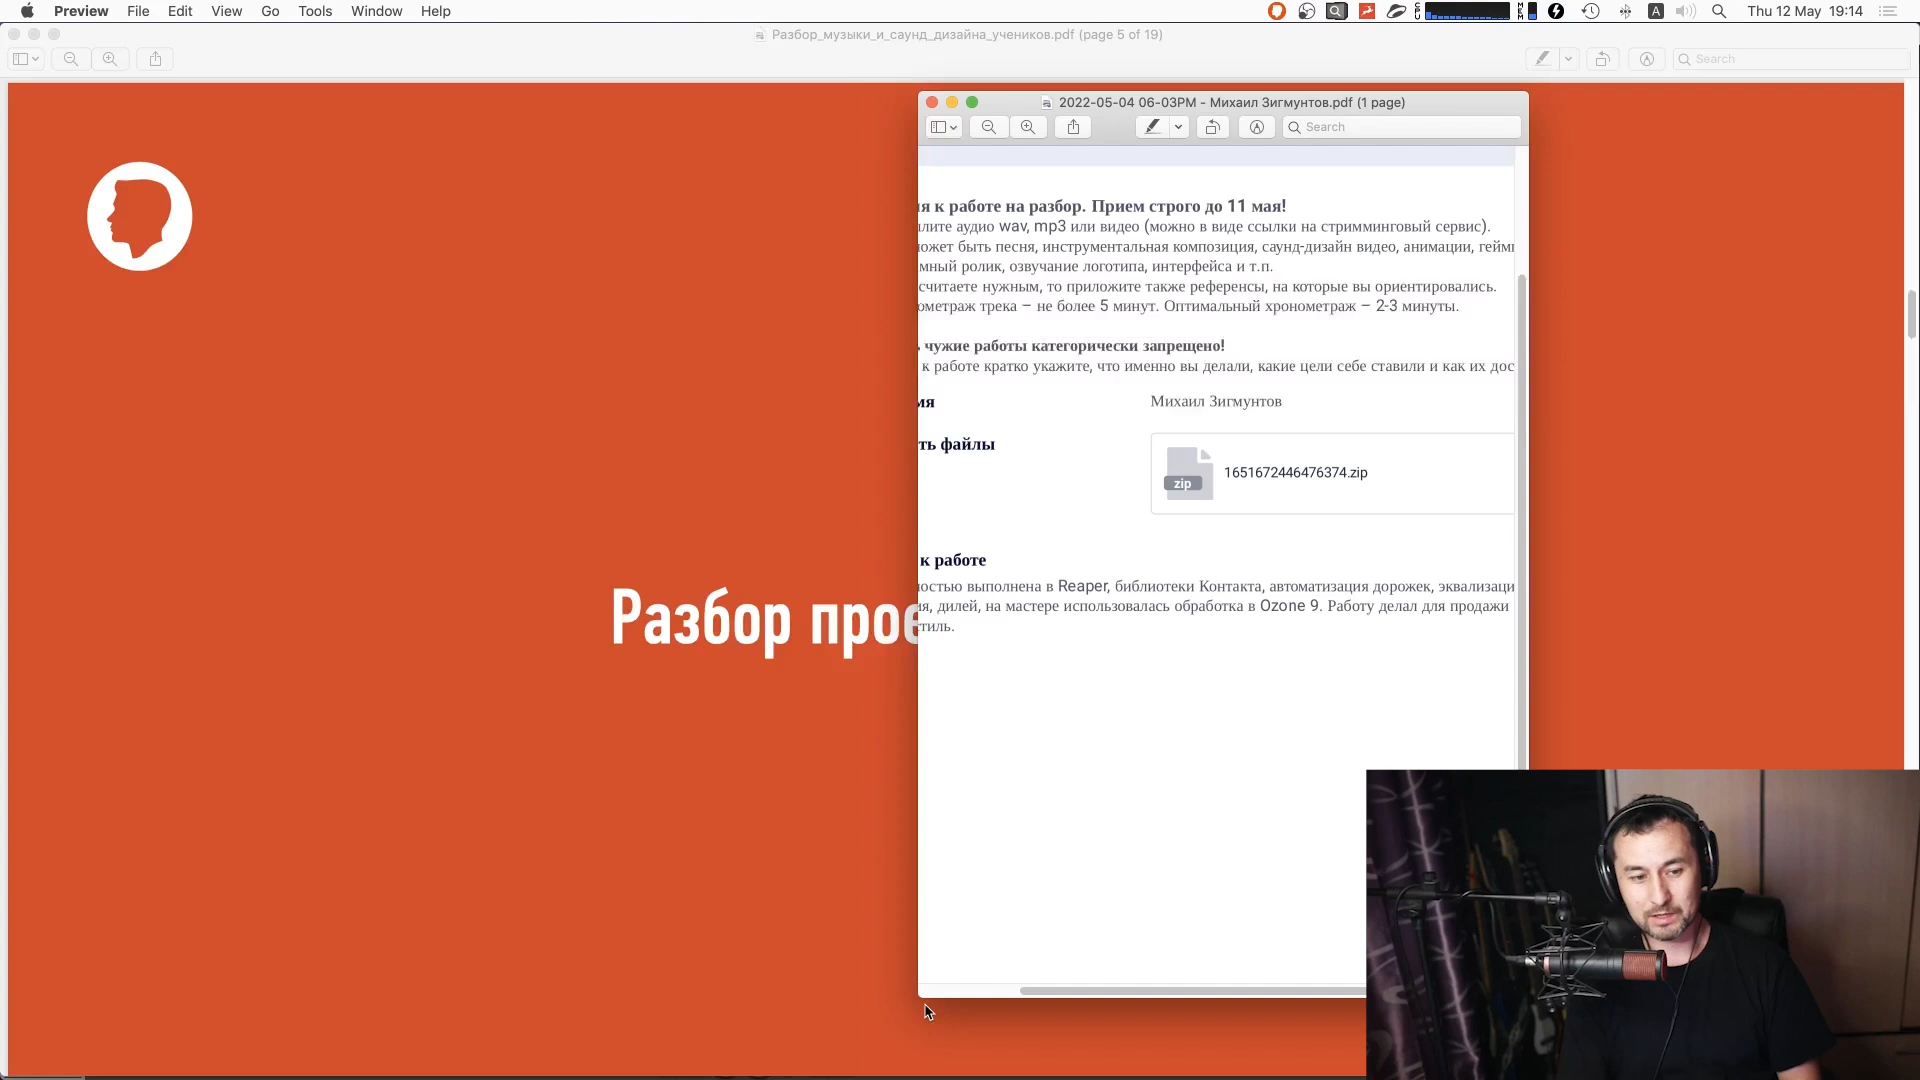 Preview File Edit View Go Tools Window Help
A Thu 12 May 19:14
Разбор_музыки_и_саунд_дизайна_учеников.pdf (page 5 of 19)
Search
2022-05-04 06-03PM - Михаил Зигмунтов.pdf (1 page)
Search
я к работе на разбор. Прием строго до 11 мая!
лите аудио wav, mp3 или видео (можно в виде ссылки на стримминговый сервис).
ожет быть песня, инструментальная композиция, саунд-дизайн видео, анимации, гейм
мный ролик, озвучание логотипа, интерфейса и т.п.
считаете нужным, то приложите также референсы, на которые вы ориентировались.
ометраж трека – не более 5 минут. Оптимальный хронометраж – 2-3 минуты.
чужие работы категорически запрещено!
к работе кратко укажите, что именно вы делали, какие цели себе ставили и как их дос
мя
Михаил Зигмунтов
ть файлы
zip
1651672446476374.zip
к работе
остью выполнена в Reaper, библиотеки Контакта, автоматизация дорожек, эквализаци
я, дилей, на мастере использовалась обработка в Ozone 9. Работу делал для продажи
тиль.
Разбор прое